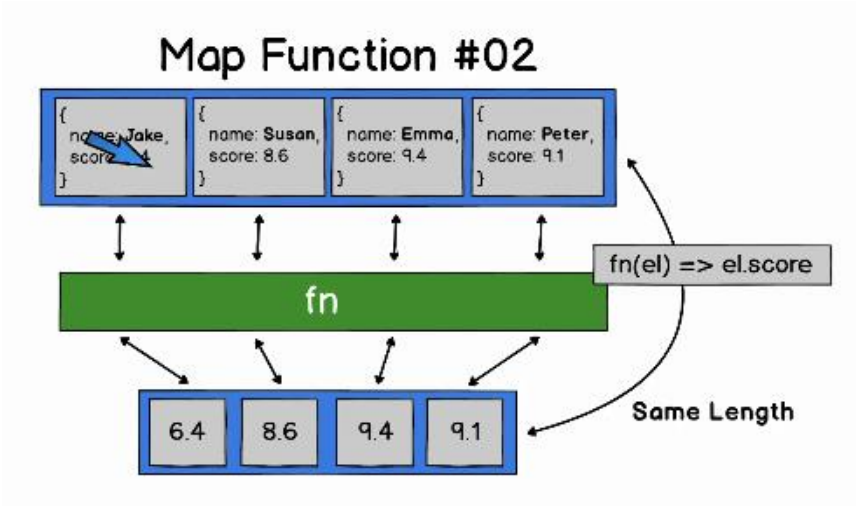 Map Function #02
{
name: Jake,
score
}
{
name: Susan,
score: 8.6
}
{
name: Emma,
score: 9.4
}
{
name: Peter,
score: 9.1
}
fn(el) => el.score
fn
6.4
8.6
9.4
9.1
Same Length